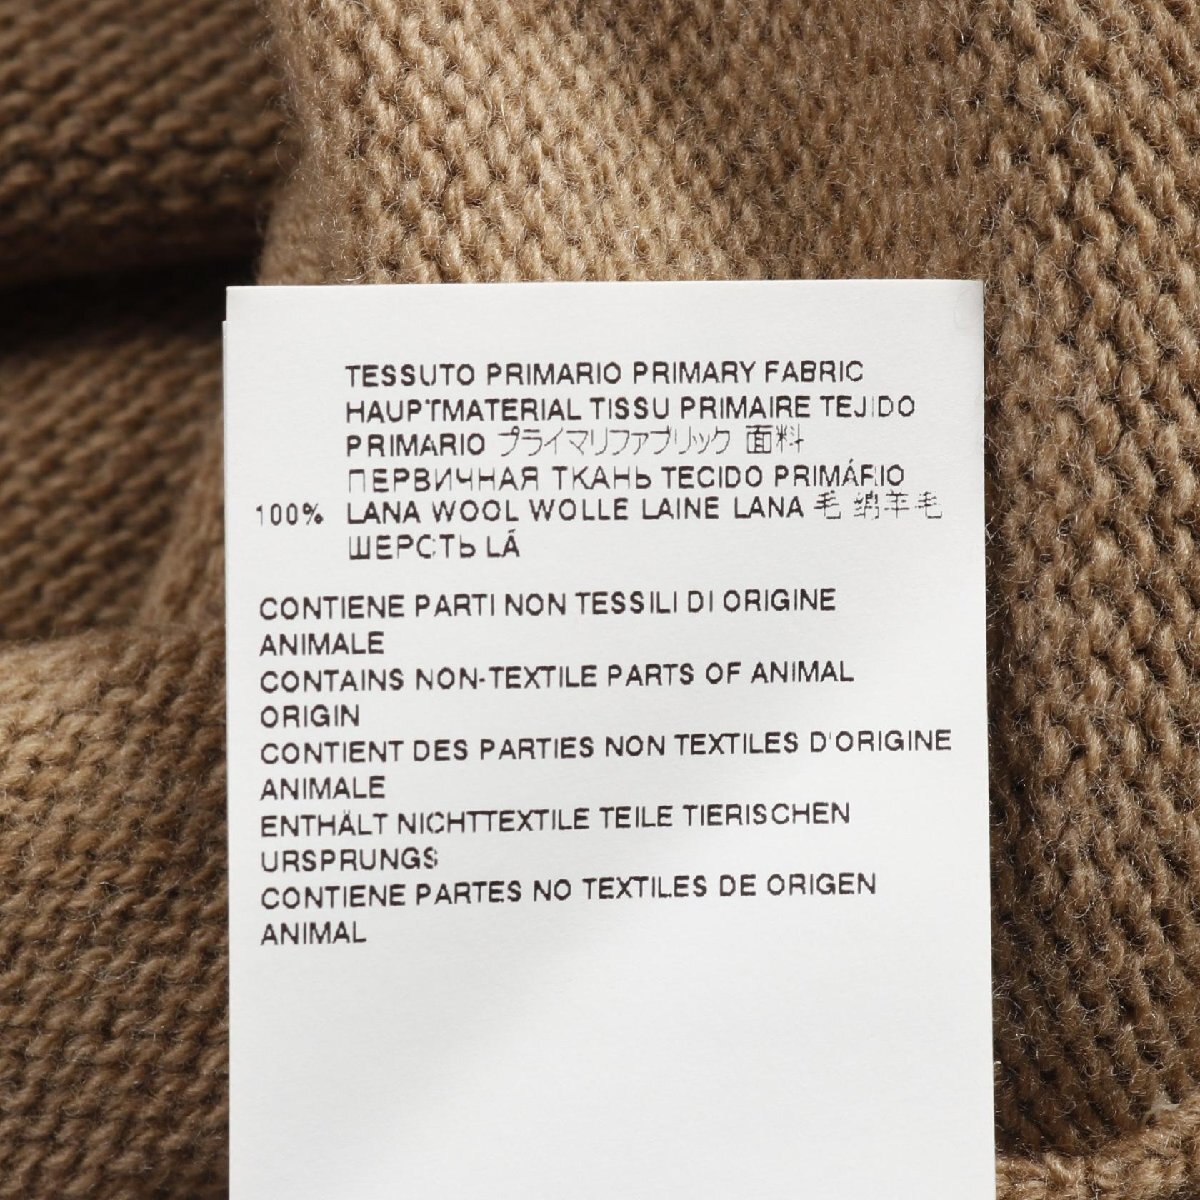 TESSUTO PRIMARIO PRIMARY FABRIC
HAUPTMATERIAL TISSU PRIMAIRE TEJIDO
PRIMARIO プライマリファブリック 面料
ПЕРВИЧНАЯ ТКАНЬ TECIDO PRIMÁRIO
100% LANA WOOL WOLLE LAINE LANA 毛 绵羊毛
ШЕРСТЬ LÃ
CONTIENE PARTI NON TESSILI DI ORIGINE
ANIMALE
CONTAINS NON-TEXTILE PARTS OF ANIMAL
ORIGIN
CONTIENT DES PARTIES NON TEXTILES D'ORIGINE
ANIMALE
ENTHÄLT NICHTTEXTILE TEILE TIERISCHEN
URSPRUNGS
CONTIENE PARTES NO TEXTILES DE ORIGEN
ANIMAL